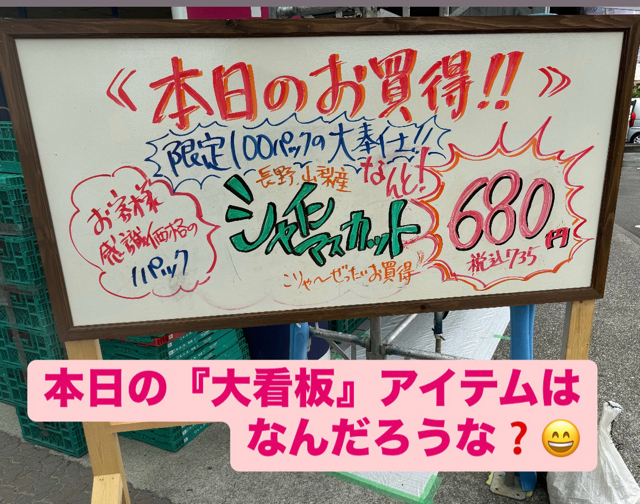 《 本日のお買得!! 》
限定100パックの大奉仕!!
長野 山梨産
なんと!
シャインマスカット
680円
税込735
お客様
感謝価格の
1パック
こりゃ〜ぜったいお買得!!
本日の『大看板』アイテムは
なんだろうな❓😄